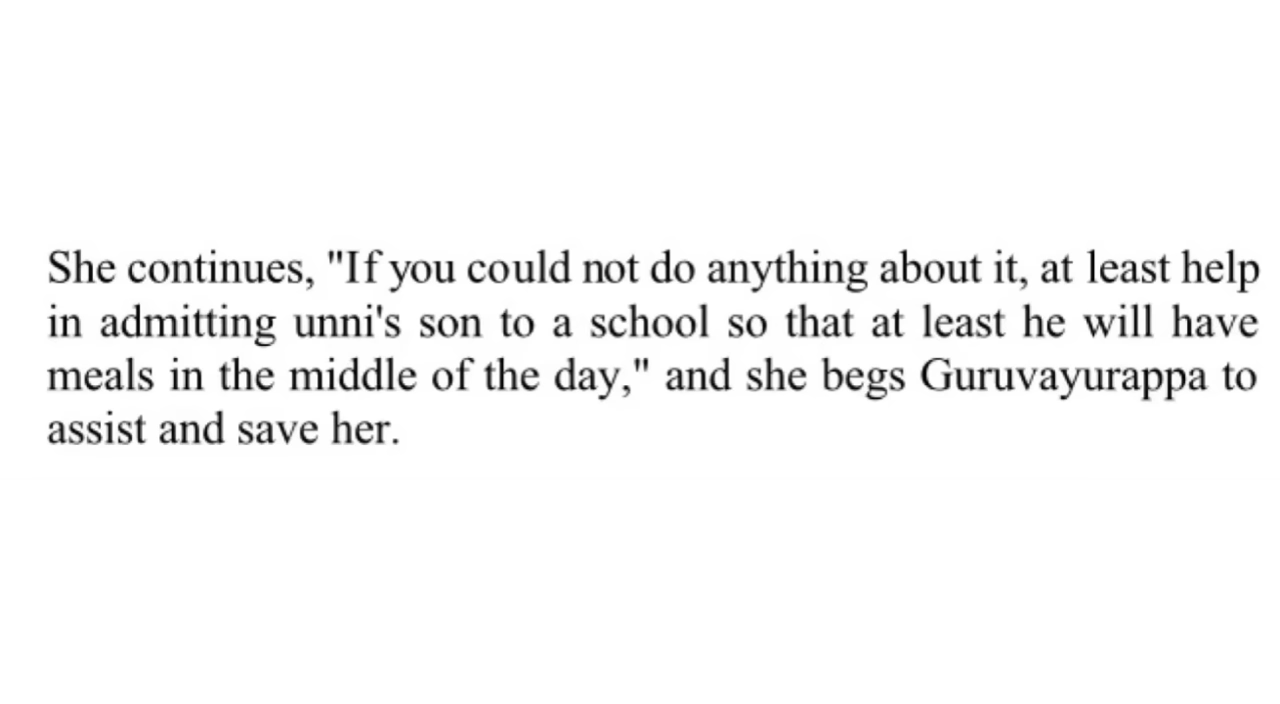 She continues, "If you could not do anything about it, at least help
in admitting unni's son to a school so that at least he will have
meals in the middle of the day," and she begs Guruvayurappa to
assist and save her.